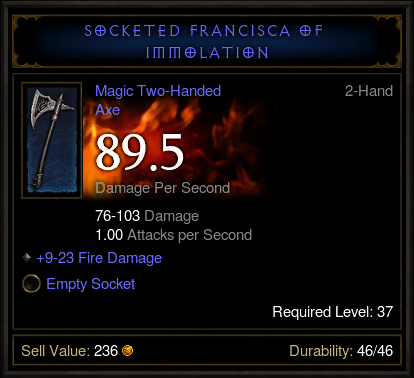 SOCKETED FRANCISCA OF
IMMOLATION
Magic Two-Handed 2-Hand
Axe
89.5
Damage Per Second
76-103 Damage
1.00 Attacks per Second
+9-23 Fire Damage
Empty Socket
Required Level: 37
Sell Value: 236 Durability: 46/46